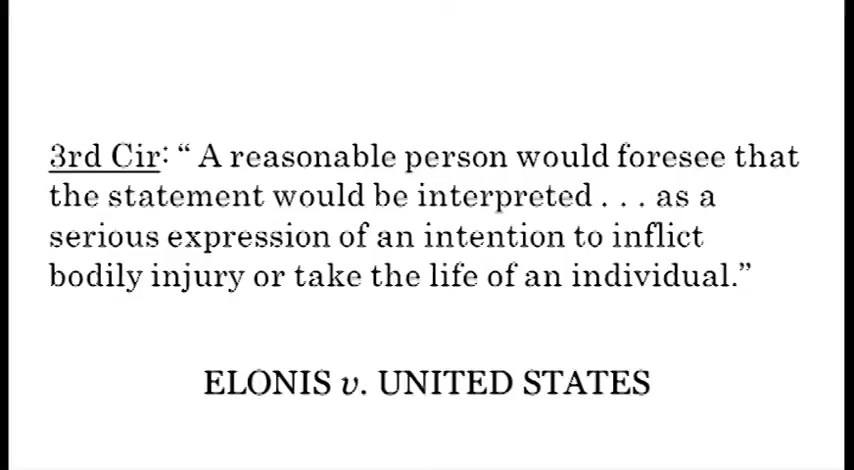 3rd Cir: “ A reasonable person would foresee that
the statement would be interpreted . . . as a
serious expression of an intention to inflict
bodily injury or take the life of an individual.”
ELONIS v. UNITED STATES